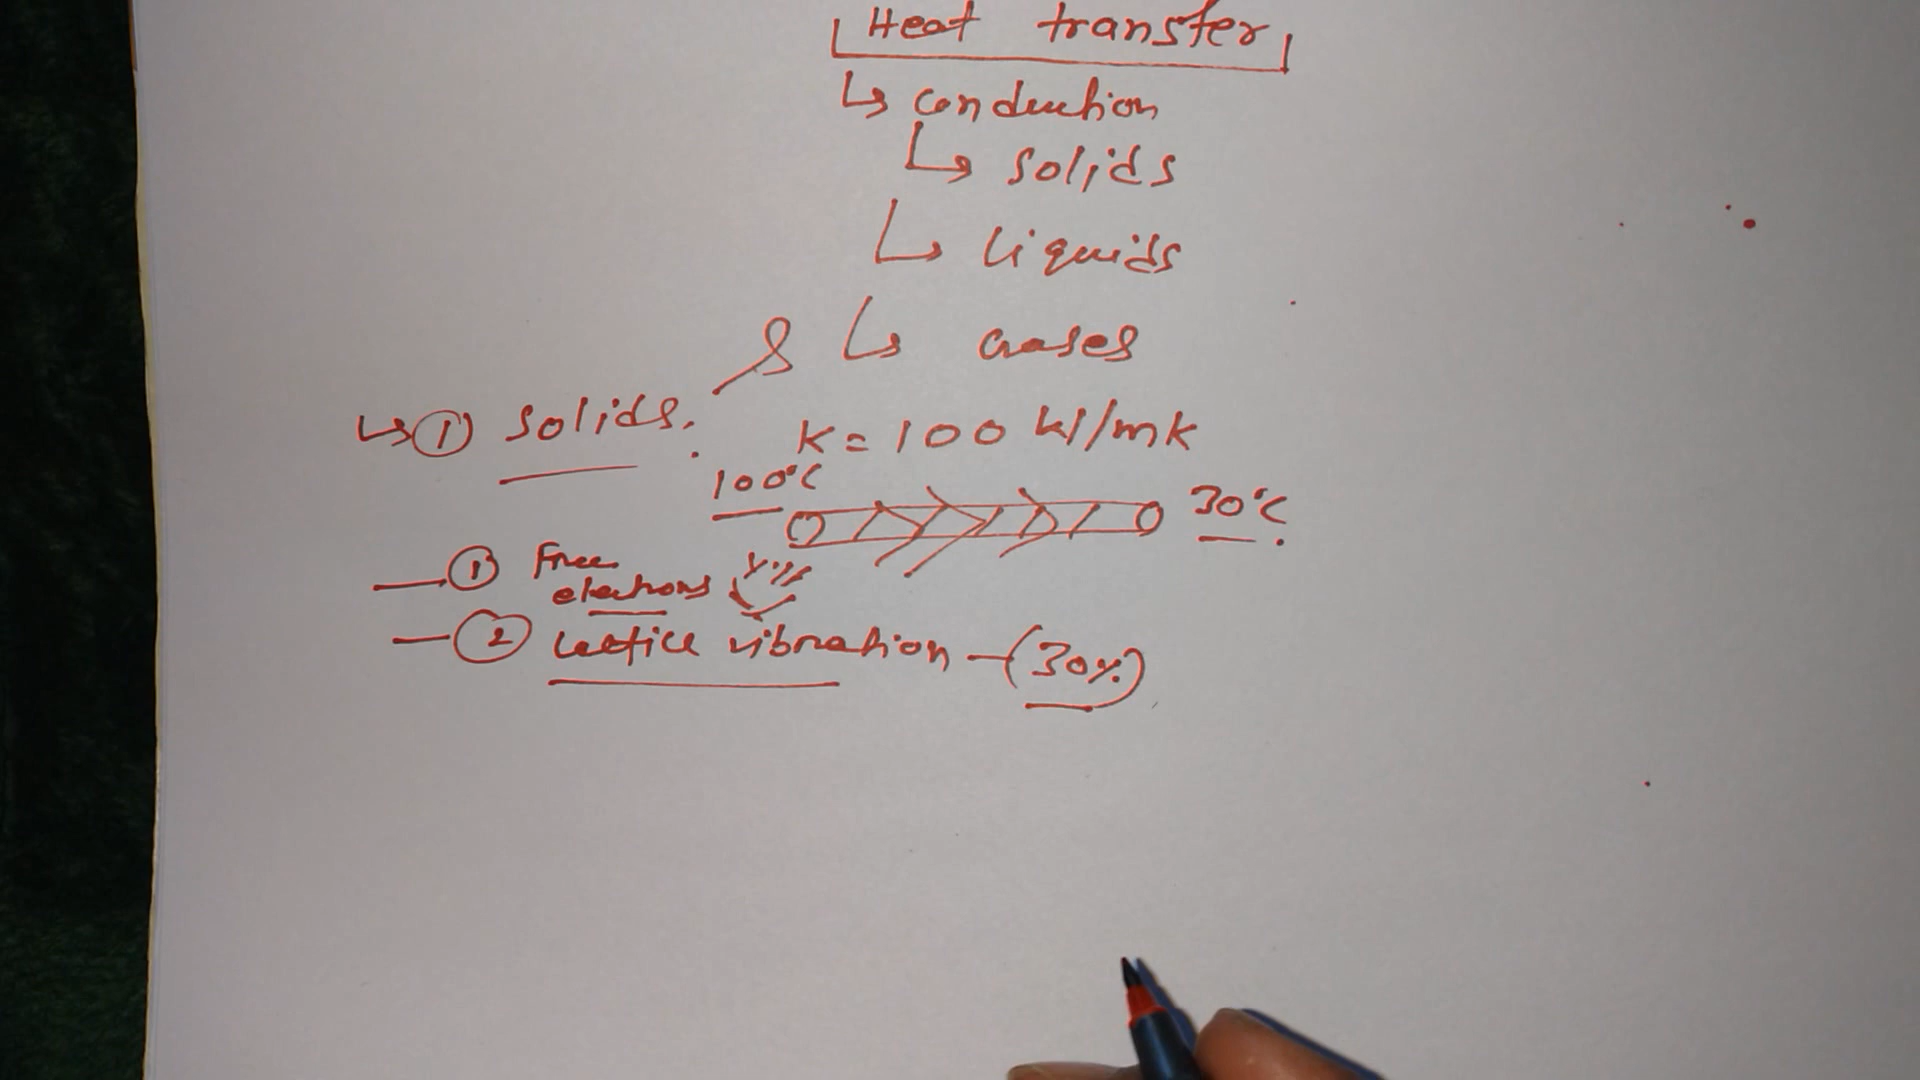 Heat transfer
↳ conduction
↳ solids
↳ liquids
↳ Gases
↳ ① solids.
K = 100 W/mK
100°C
30°C
① Free
electrons
② Lattice vibration - (30%)